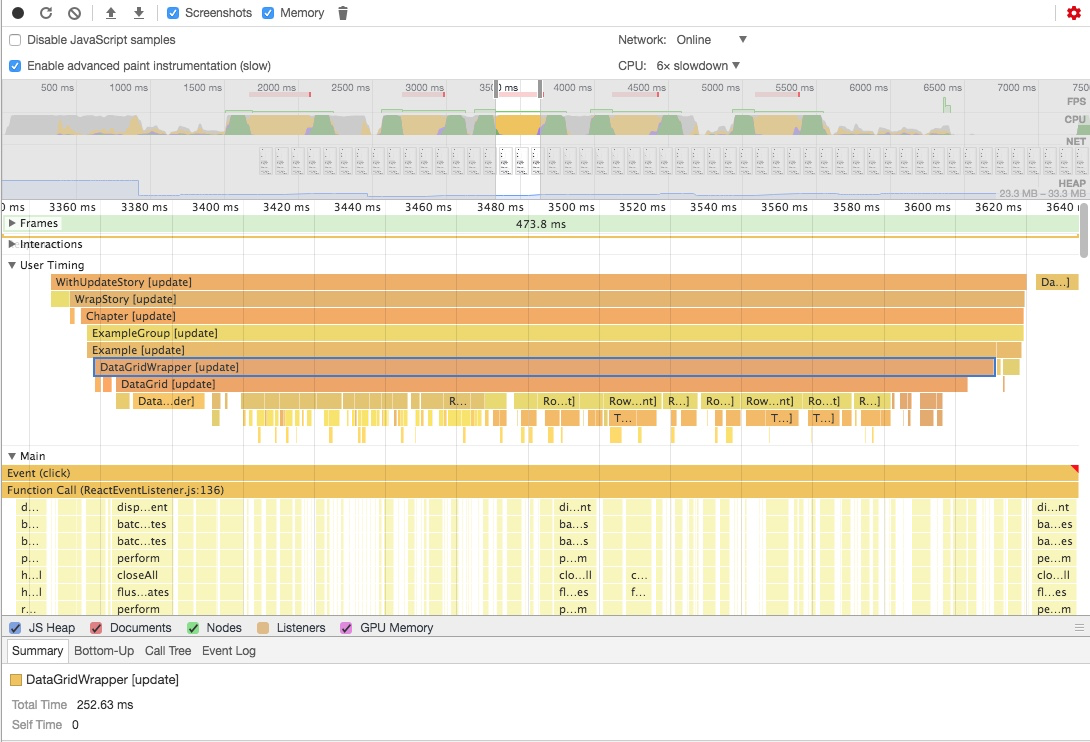 Screenshots Memory
Disable JavaScript samples Network: Online
Enable advanced paint instrumentation (slow) CPU: 6× slowdown
500 ms 1000 ms 1500 ms 2000 ms 2500 ms 3000 ms 350 0 ms 4000 ms 4500 ms 5000 ms 5500 ms 6000 ms 6500 ms 7000 ms 750
FPS
CPU
NET
HEAP
23.3 MB – 33.3 MB
0 ms 3360 ms 3380 ms 3400 ms 3420 ms 3440 ms 3460 ms 3480 ms 3500 ms 3520 ms 3540 ms 3560 ms 3580 ms 3600 ms 3620 ms 3640
Frames 473.8 ms
Interactions
User Timing
WithUpdateStory [update] Da…]
WrapStory [update]
Chapter [update]
ExampleGroup [update]
Example [update]
DataGridWrapper [update]
DataGrid [update]
Data…der] R… Ro…t] Row…nt] R…] Ro…] Row…nt] Ro…t] R…]
T… T…] T…]
Main
Event (click)
Function Call (ReactEventListener.js:136)
d… disp…ent di…nt di…nt
b… batc…tes ba…s ba…es
b… batc…tes ba…s ba…es
p… perform p…m pe…m
h…l closeAll clo…ll c… clo…ll
h…l flus…ates fl…es f… fl…es
r… perform p…m pe…m
JS Heap Documents Nodes Listeners GPU Memory
Summary Bottom-Up Call Tree Event Log
DataGridWrapper [update]
Total Time 252.63 ms
Self Time 0